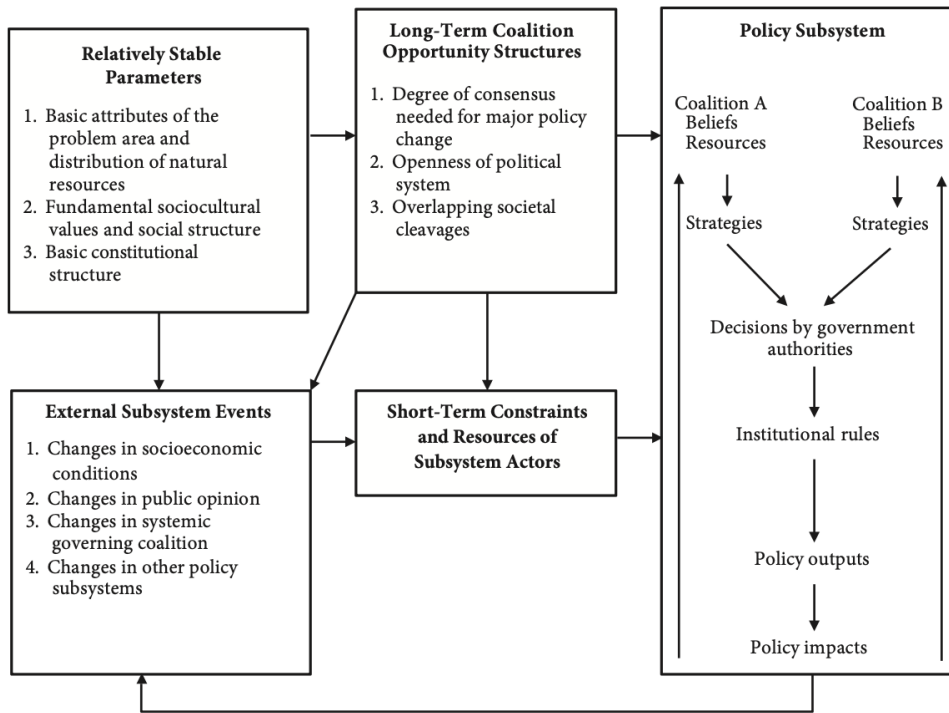 Relatively Stable
Parameters
1. Basic attributes of the
problem area and
distribution of natural
resources
2. Fundamental sociocultural
values and social structure
3. Basic constitutional
structure
Long-Term Coalition
Opportunity Structures
1. Degree of consensus
needed for major policy
change
2. Openness of political
system
3. Overlapping societal
cleavages
Policy Subsystem
Coalition A
Beliefs
Resources
Coalition B
Beliefs
Resources
Strategies
Strategies
Decisions by government
authorities
Institutional rules
Policy outputs
Policy impacts
External Subsystem Events
1. Changes in socioeconomic
conditions
2. Changes in public opinion
3. Changes in systemic
governing coalition
4. Changes in other policy
subsystems
Short-Term Constraints
and Resources of
Subsystem Actors